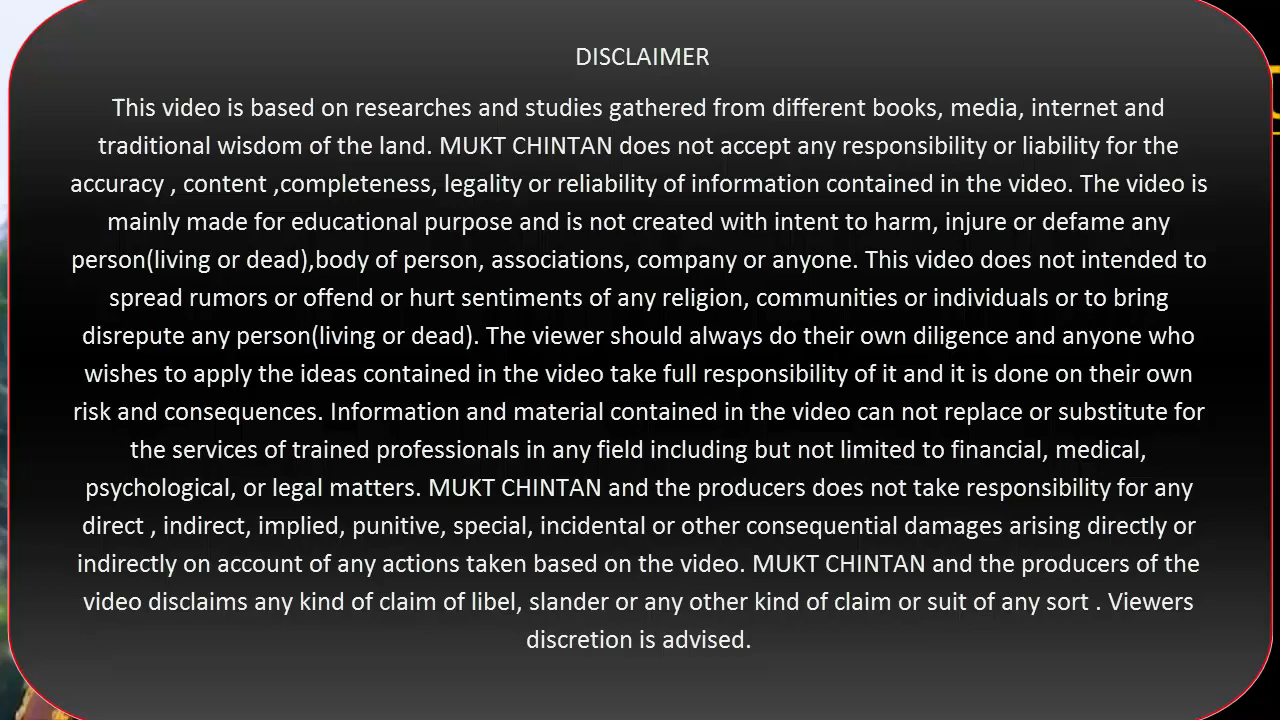 DISCLAIMER
This video is based on researches and studies gathered from different books, media, internet and
traditional wisdom of the land. MUKT CHINTAN does not accept any responsibility or liability for the
accuracy , content ,completeness, legality or reliability of information contained in the video. The video is
mainly made for educational purpose and is not created with intent to harm, injure or defame any
person(living or dead),body of person, associations, company or anyone. This video does not intended to
spread rumors or offend or hurt sentiments of any religion, communities or individuals or to bring
disrepute any person(living or dead). The viewer should always do their own diligence and anyone who
wishes to apply the ideas contained in the video take full responsibility of it and it is done on their own
risk and consequences. Information and material contained in the video can not replace or substitute for
the services of trained professionals in any field including but not limited to financial, medical,
psychological, or legal matters. MUKT CHINTAN and the producers does not take responsibility for any
direct , indirect, implied, punitive, special, incidental or other consequential damages arising directly or
indirectly on account of any actions taken based on the video. MUKT CHINTAN and the producers of the
video disclaims any kind of claim of libel, slander or any other kind of claim or suit of any sort . Viewers
discretion is advised.